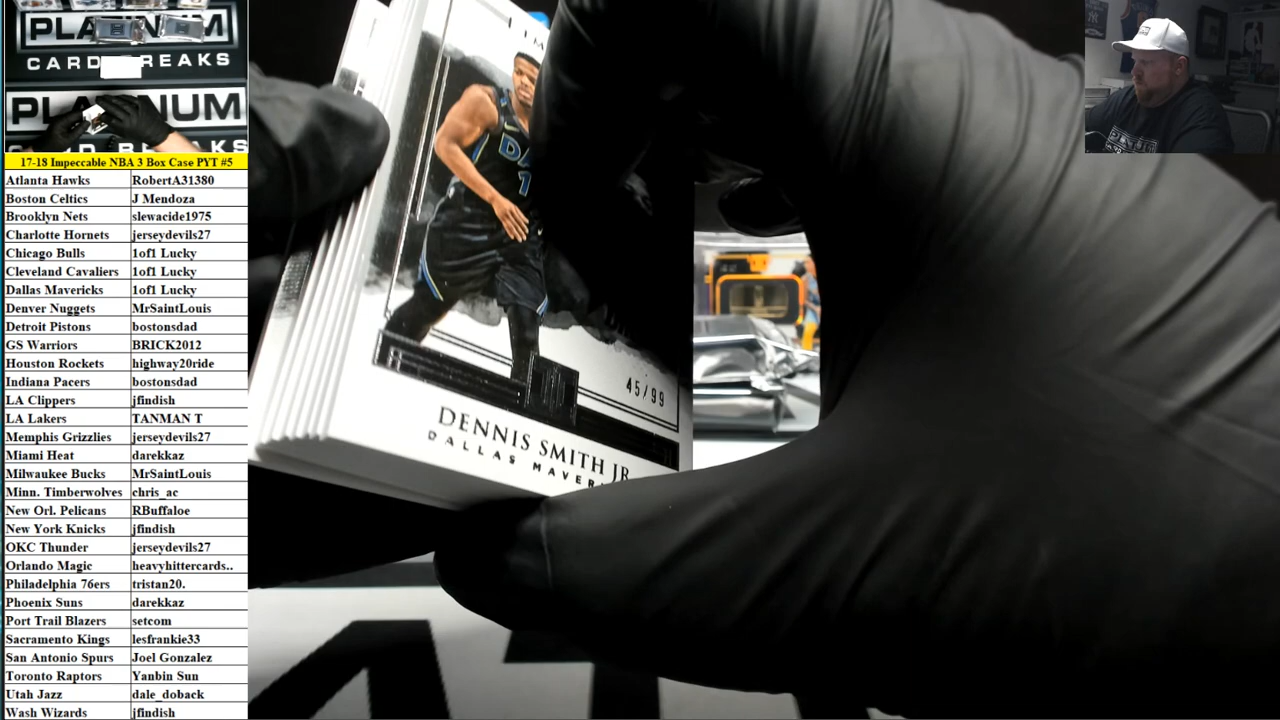 PLATINUM
CARD BREAKS
PLATINUM
17-18 Impeccable NBA 3 Box Case PYT #5
Atlanta Hawks RobertA31380
Boston Celtics J Mendoza
Brooklyn Nets slewacide1975
Charlotte Hornets jerseydevils27
Chicago Bulls 1of1 Lucky
Cleveland Cavaliers 1of1 Lucky
Dallas Mavericks 1of1 Lucky
Denver Nuggets MrSaintLouis
Detroit Pistons bostonsdad
GS Warriors BRICK2012
Houston Rockets highway20ride
Indiana Pacers bostonsdad
LA Clippers jfindish
LA Lakers TANMAN T
Memphis Grizzlies jerseydevils27
Miami Heat darekkaz
Milwaukee Bucks MrSaintLouis
Minn. Timberwolves chris_ac
New Orl. Pelicans RBuffaloe
New York Knicks jfindish
OKC Thunder jerseydevils27
Orlando Magic heavyhittercards..
Philadelphia 76ers tristan20.
Phoenix Suns darekkaz
Port Trail Blazers setcom
Sacramento Kings lesfrankie33
San Antonio Spurs Joel Gonzalez
Toronto Raptors Yanbin Sun
Utah Jazz dale_doback
Wash Wizards jfindish
45/99
DENNIS SMITH JR
DALLAS MAVER